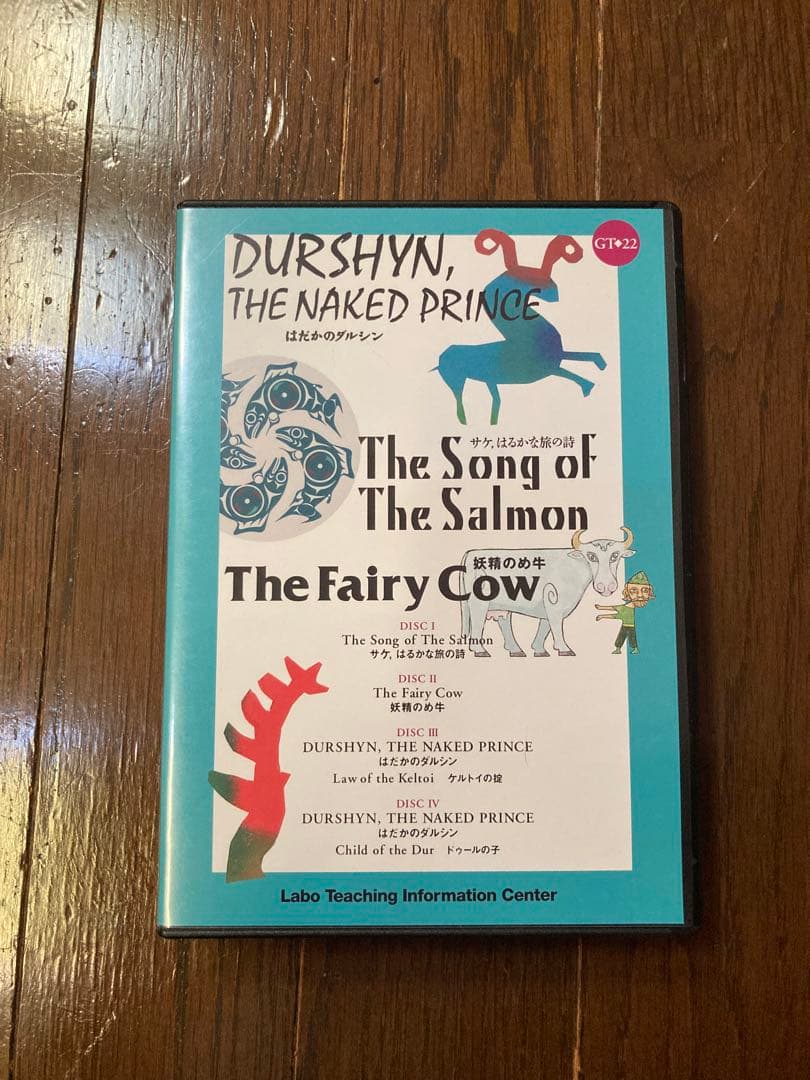 DURSHYN,
THE NAKED PRINCE
はだかのダルシン
GT◆22
サケ, はるかな旅の詩
The Song of
The Salmon
妖精のめ牛
The Fairy Cow
DISC I
The Song of The Salmon
サケ, はるかな旅の詩
DISC II
The Fairy Cow
妖精のめ牛
DISC III
DURSHYN, THE NAKED PRINCE
はだかのダルシン
Law of the Keltoi ケルトイの掟
DISC IV
DURSHYN, THE NAKED PRINCE
はだかのダルシン
Child of the Dur ドゥールの子
Labo Teaching Information Center